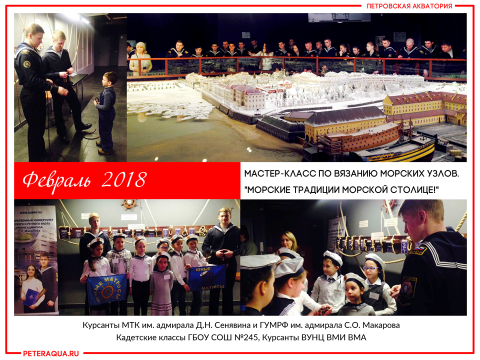 ПЕТРОВСКАЯ АКВАТОРИЯ
Февраль 2018
МАСТЕР-КЛАСС ПО ВЯЗАНИЮ МОРСКИХ УЗЛОВ.
"МОРСКИЕ ТРАДИЦИИ МОРСКОЙ СТОЛИЦЕ!"
Курсанты МТК им. адмирала Д.Н. Сенявина и ГУМРФ им. адмирала С.О. Макарова
Кадетские классы ГБОУ СОШ №245, Курсанты ВУНЦ ВМИ ВМА
PETERAQUA.RU